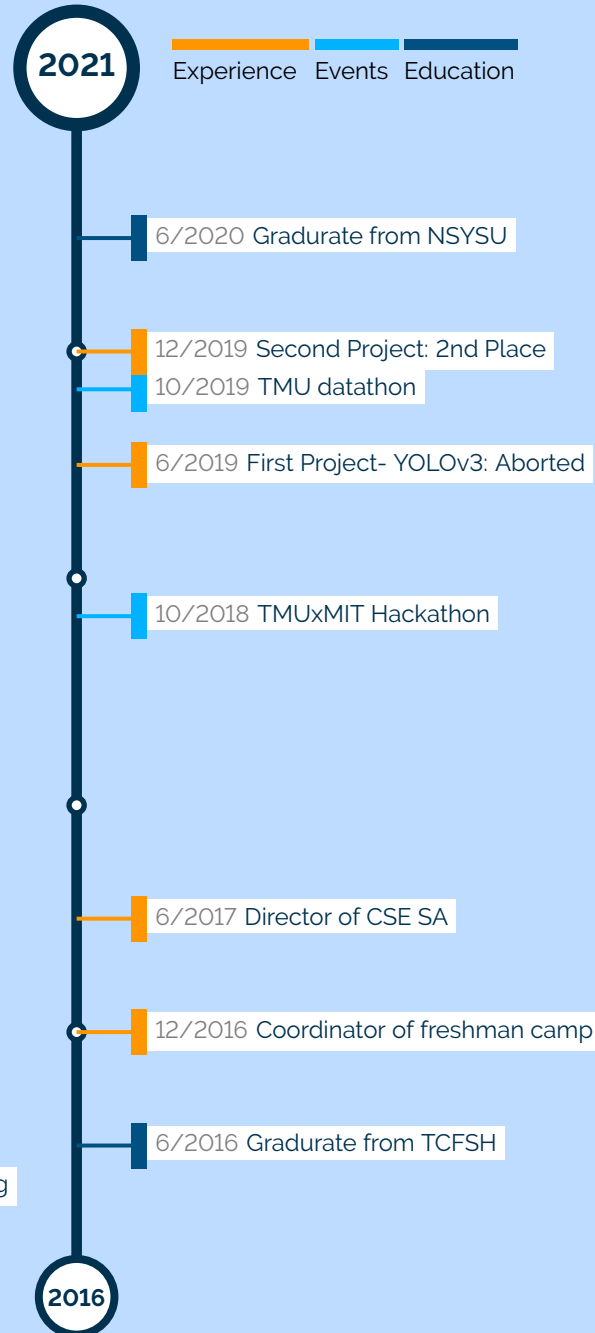 2021
Experience Events Education
6/2020 Gradurate from NSYSU
12/2019 Second Project: 2nd Place
10/2019 TMU datathon
6/2019 First Project- YOLOv3: Aborted
10/2018 TMUxMIT Hackathon
6/2017 Director of CSE SA
12/2016 Coordinator of freshman camp
6/2016 Gradurate from TCFSH
2016